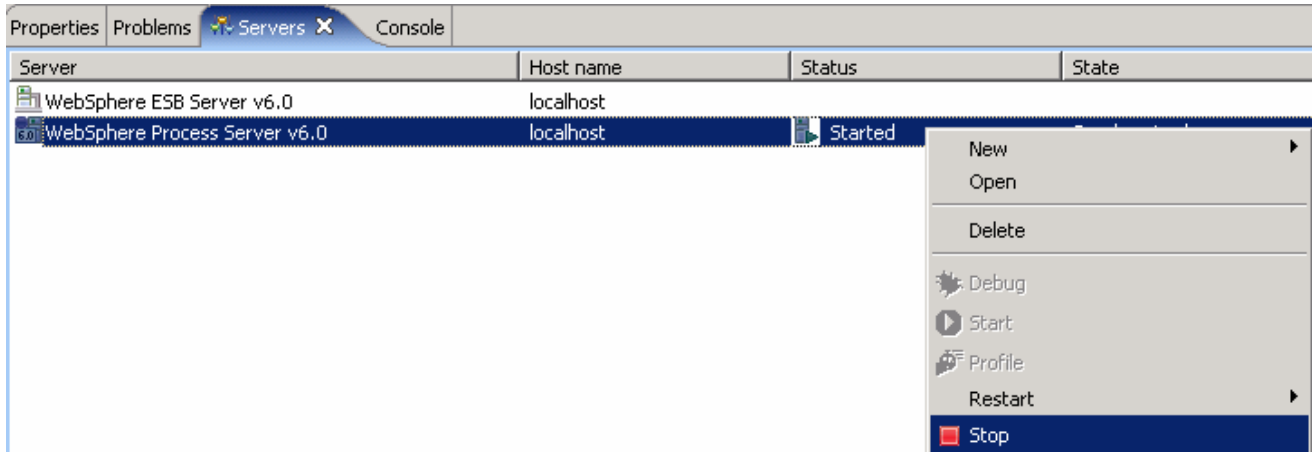 Properties Problems Servers Console
Server Host name Status State
WebSphere ESB Server v6.0 localhost
WebSphere Process Server v6.0 localhost Started
New
Open
Delete
Debug
Start
Profile
Restart
Stop